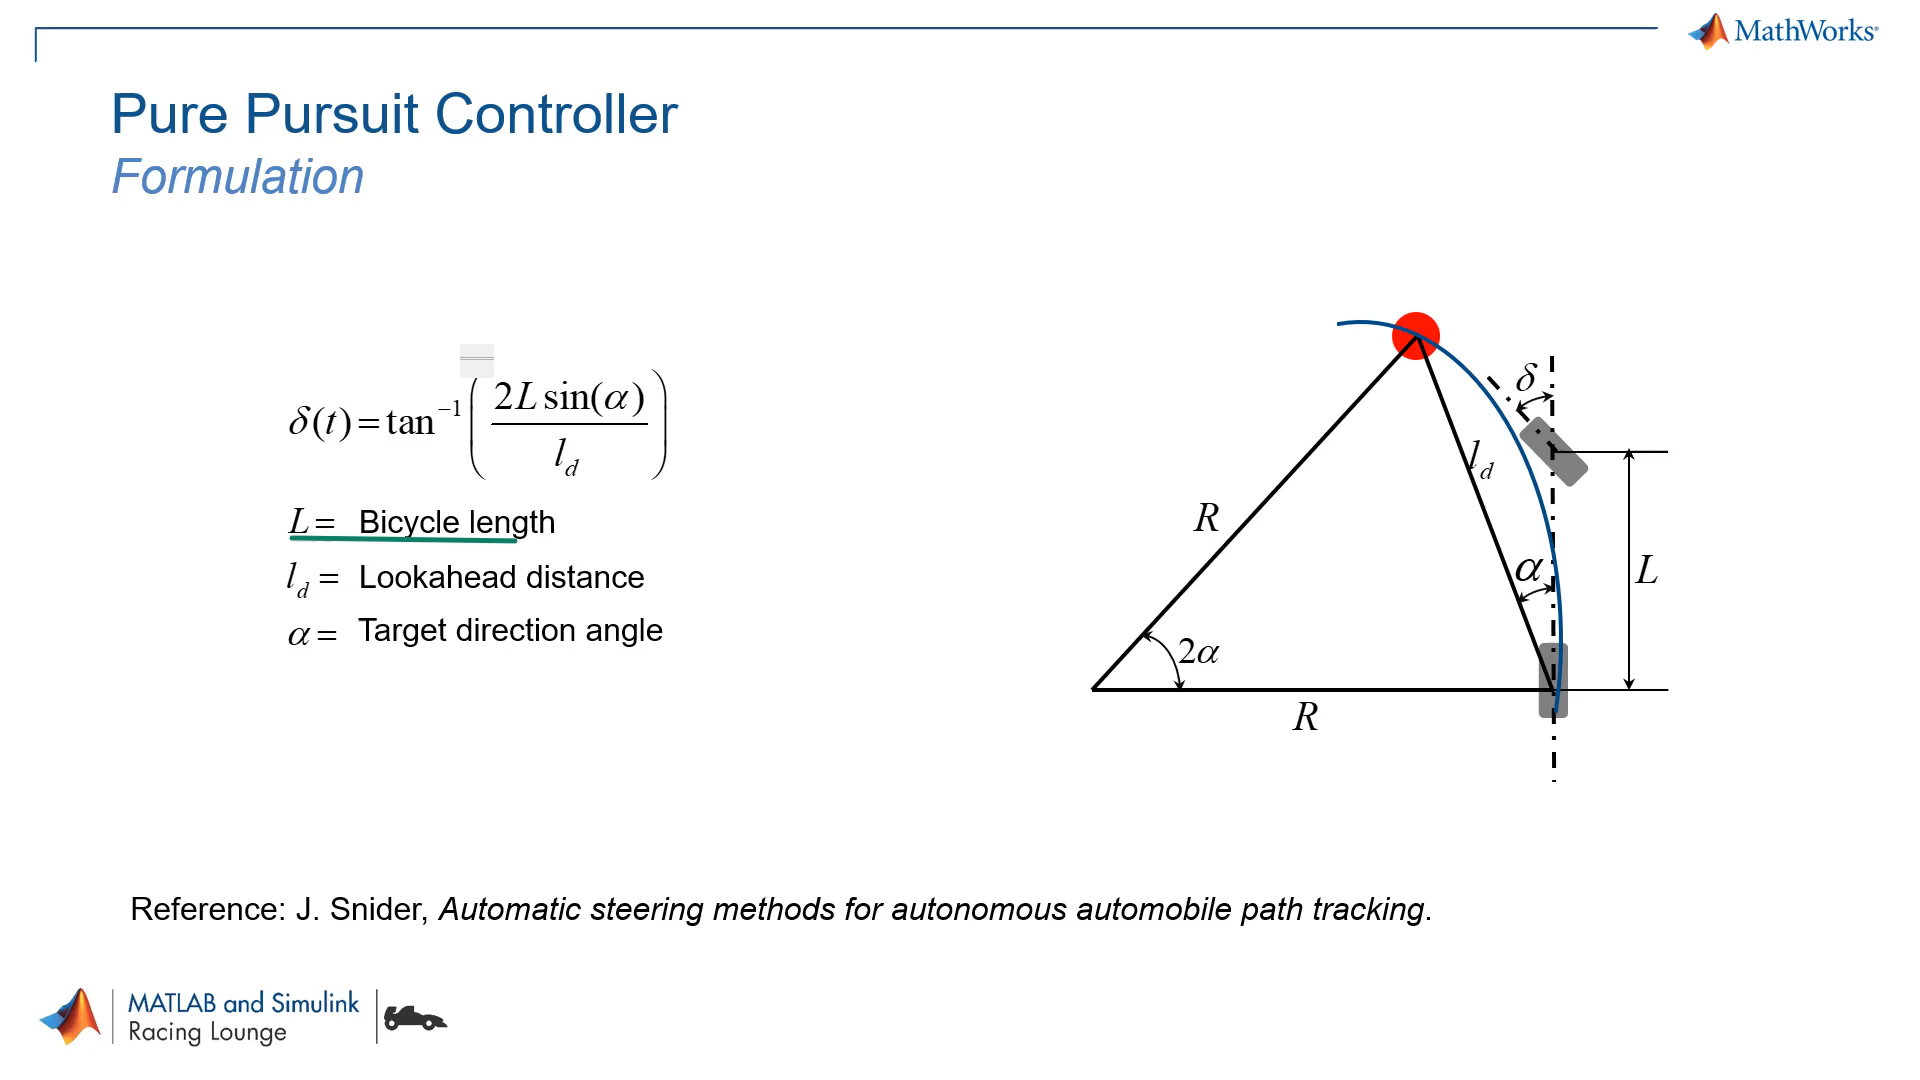 MathWorks®
Pure Pursuit Controller
Formulation
δ(t) = tan⁻¹ ( 2L sin(α) / l_d )
L = Bicycle length
l_d = Lookahead distance
α = Target direction angle
δ
l_d
R
α
L
2α
R
Reference: J. Snider, Automatic steering methods for autonomous automobile path tracking.
MATLAB and Simulink
Racing Lounge